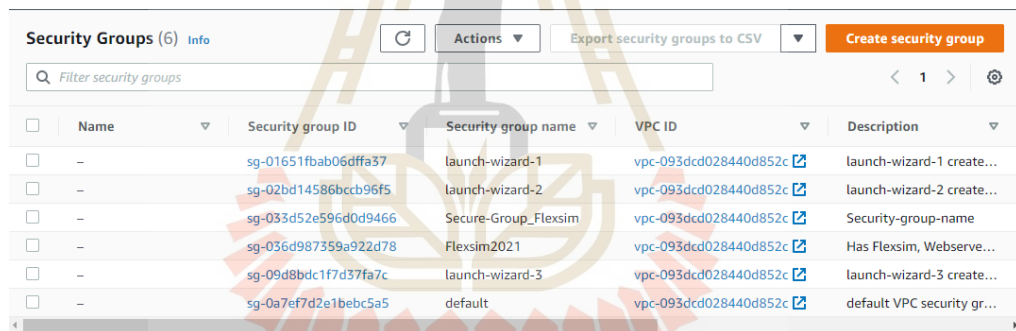 Security Groups (6) Info Actions Export security groups to CSV Create security group
Filter security groups 1
Name Security group ID Security group name VPC ID Description
– sg-01651fbab06dffa37 launch-wizard-1 vpc-093dcd028440d852c launch-wizard-1 create...
– sg-02bd14586bccb96f5 launch-wizard-2 vpc-093dcd028440d852c launch-wizard-2 create...
– sg-033d52e596d0d9466 Secure-Group_Flexsim vpc-093dcd028440d852c Security-group-name
– sg-036d987359a922d78 Flexsim2021 vpc-093dcd028440d852c Has Flexsim, Webserve...
– sg-09d8bdc1f7d37fa7c launch-wizard-3 vpc-093dcd028440d852c launch-wizard-3 create...
– sg-0a7ef7d2e1bebc5a5 default vpc-093dcd028440d852c default VPC security gr...